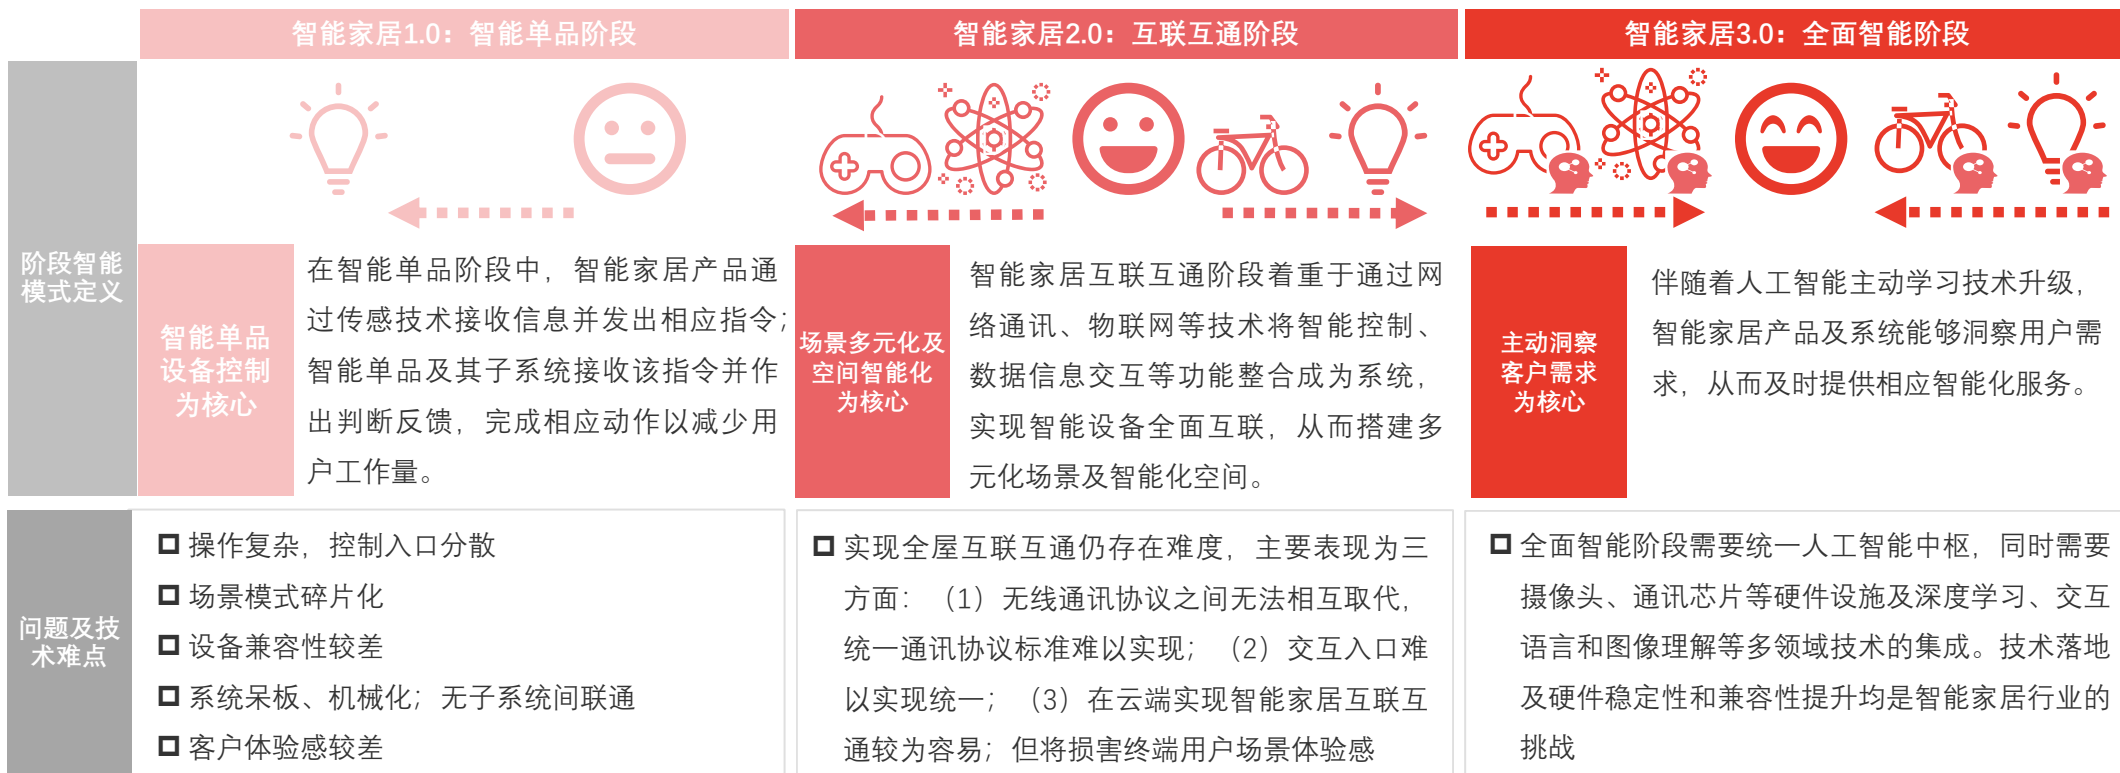 智能家居1.0：智能单品阶段
智能家居2.0：互联互通阶段
智能家居3.0：全面智能阶段
阶段智能
模式定义
智能单品
设备控制
为核心
在智能单品阶段中，智能家居产品通
过传感技术接收信息并发出相应指令；
智能单品及其子系统接收该指令并作
出判断反馈，完成相应动作以减少用
户工作量。
场景多元化及
空间智能化
为核心
智能家居互联互通阶段着重于通过网
络通讯、物联网等技术将智能控制、
数据信息交互等功能整合成为系统，
实现智能设备全面互联，从而搭建多
元化场景及智能化空间。
主动洞察
客户需求
为核心
伴随着人工智能主动学习技术升级，
智能家居产品及系统能够洞察用户需
求，从而及时提供相应智能化服务。
问题及技
术难点
操作复杂，控制入口分散
场景模式碎片化
设备兼容性较差
系统呆板、机械化；无子系统间联通
客户体验感较差
实现全屋互联互通仍存在难度，主要表现为三
方面：（1）无线通讯协议之间无法相互取代，
统一通讯协议标准难以实现；（2）交互入口难
以实现统一；（3）在云端实现智能家居互联互
通较为容易；但将损害终端用户场景体验感
全面智能阶段需要统一人工智能中枢，同时需要
摄像头、通讯芯片等硬件设施及深度学习、交互
语言和图像理解等多领域技术的集成。技术落地
及硬件稳定性和兼容性提升均是智能家居行业的
挑战